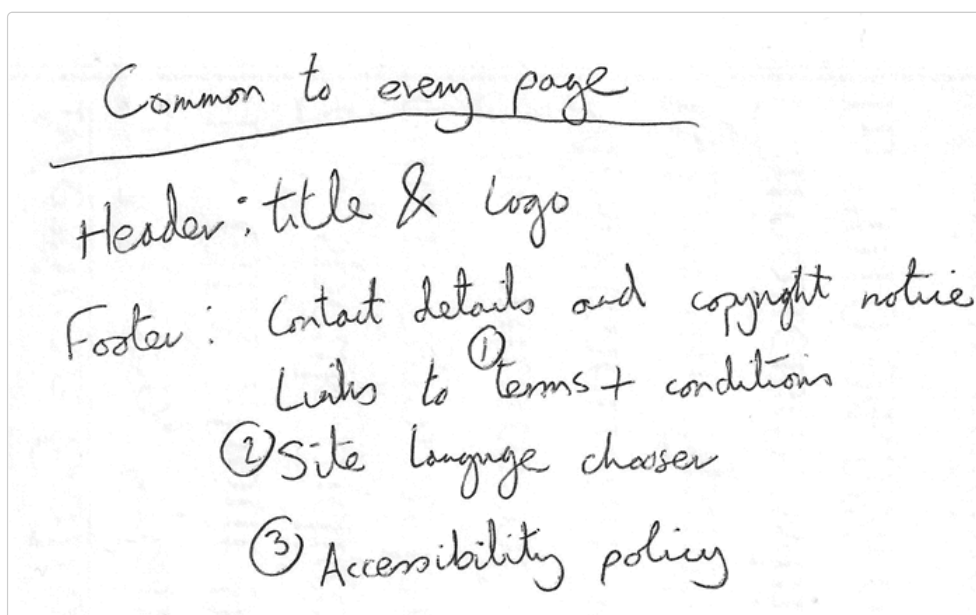 Common to every page
Header: title & logo
Footer: Contact details and copyright notice
Links to ① terms + conditions
② Site language chooser
③ Accessibility policy